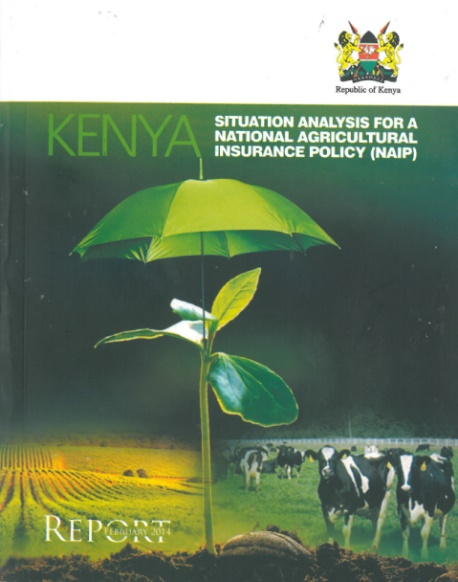 Republic of Kenya
KENYA
SITUATION ANALYSIS FOR A
NATIONAL AGRICULTURAL
INSURANCE POLICY (NAIP)
REPORT
FEBRUARY 2014